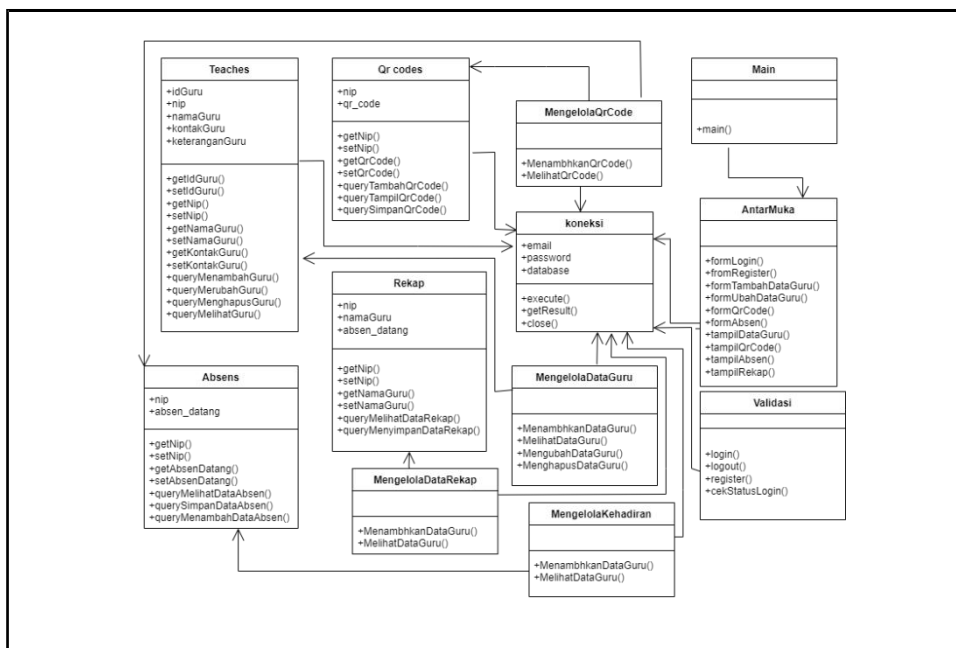 Teaches
+idGuru
+nip
+namaGuru
+kontakGuru
+keteranganGuru
+getIdGuru()
+setIdGuru()
+getNip()
+setNip()
+getNamaGuru()
+setNamaGuru()
+getKontakGuru()
+setKontakGuru()
+queryMenambahGuru()
+queryMerubahGuru()
+queryMenghapusGuru()
+queryMelihatGuru()
Qr codes
+nip
+qr_code
+getNip()
+setNip()
+getQrCode()
+setQrCode()
+queryTambahQrCode()
+queryTampilQrCode()
+querySimpanQrCode()
MengelolaQrCode
+MenambhkanQrCode()
+MelihatQrCode()
Main
+main()
koneksi
+email
+password
+database
+execute()
+getResult()
+close()
AntarMuka
+formLogin()
+fromRegister()
+formTambahDataGuru()
+formUbahDataGuru()
+formQrCode()
+formAbsen()
+tampilDataGuru()
+tampilQrCode()
+tampilAbsen()
+tampilRekap()
Rekap
+nip
+namaGuru
+absen_datang
+getNip()
+setNip()
+getNamaGuru()
+setNamaGuru()
+queryMelihatDataRekap()
+queryMenyimpanDataRekap()
Absens
+nip
+absen_datang
+getNip()
+setNip()
+getAbsenDatang()
+setAbsenDatang()
+queryMelihatDataAbsen()
+querySimpanDataAbsen()
+queryMenambahDataAbsen()
MengelolaDataGuru
+MenambhkanDataGuru()
+MelihatDataGuru()
+MengubahDataGuru()
+MenghapusDataGuru()
Validasi
+login()
+logout()
+register()
+cekStatusLogin()
MengelolaDataRekap
+MenambhkanDataGuru()
+MelihatDataGuru()
MengelolaKehadiran
+MenambhkanDataGuru()
+MelihatDataGuru()